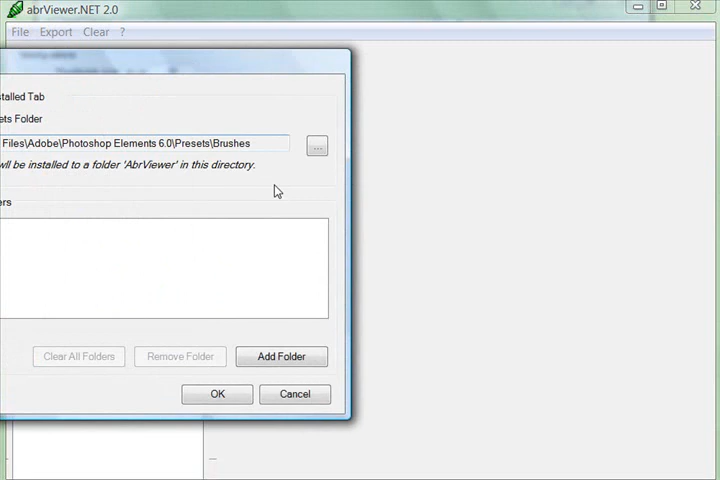 abrViewer.NET 2.0
File Export Clear ?
stalled Tab
ets Folder
Files\Adobe\Photoshop Elements 6.0\Presets\Brushes
...
wll be installed to a folder 'AbrViewer' in this directory.
ers
Clear All Folders Remove Folder Add Folder
OK Cancel